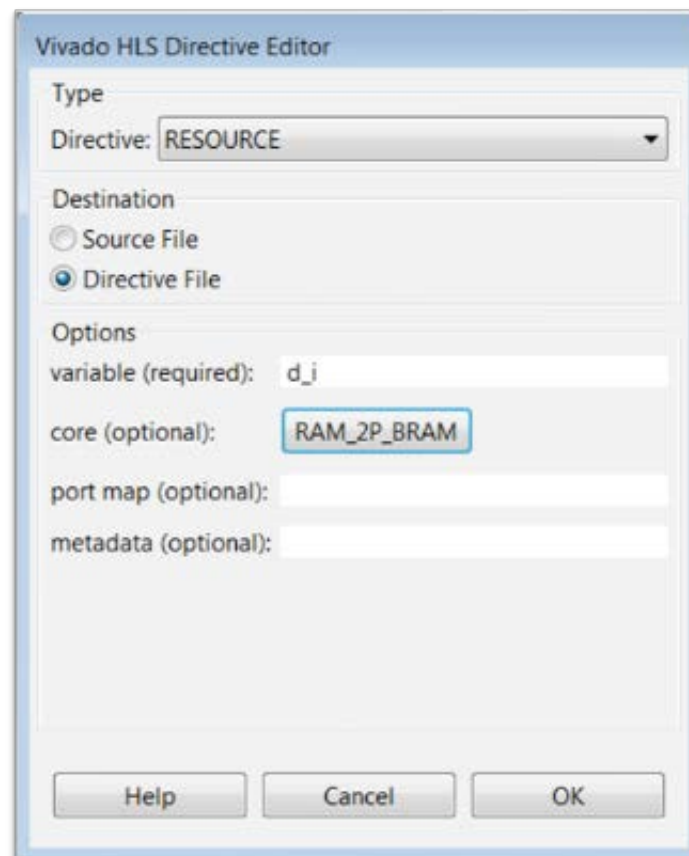 Vivado HLS Directive Editor
Type
Directive: RESOURCE
Destination
Source File
Directive File
Options
variable (required): d_i
core (optional): RAM_2P_BRAM
port map (optional):
metadata (optional):
Help Cancel OK